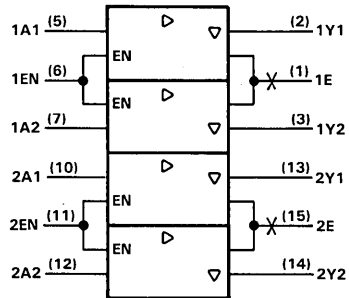 1A1 (5) (2) 1Y1
EN
1EN (6) (1) 1E
EN
1A2 (7) (3) 1Y2
2A1 (10) (13) 2Y1
EN
2EN (11) (15) 2E
EN
2A2 (12) (14) 2Y2